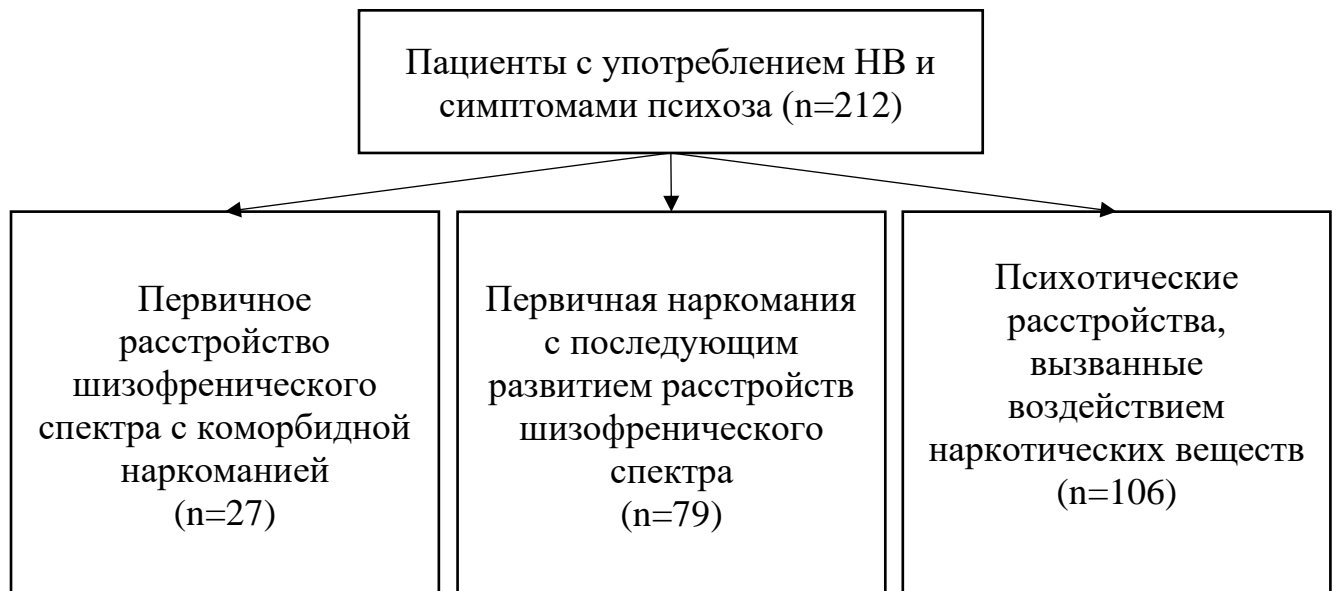 Пациенты с употреблением НВ и
симптомами психоза (n=212)
Первичное
расстройство
шизофренического
спектра с коморбидной
наркоманией
(n=27)
Первичная наркомания
с последующим
развитием расстройств
шизофренического
спектра
(n=79)
Психотические
расстройства,
вызванные
воздействием
наркотических веществ
(n=106)